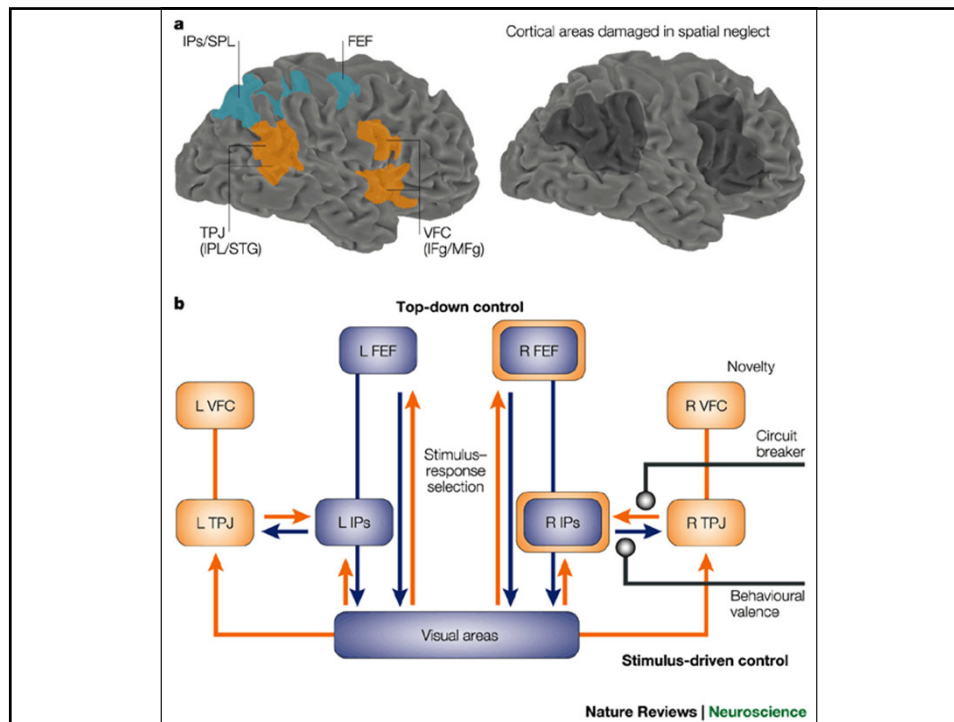 a
IPs/SPL
FEF
Cortical areas damaged in spatial neglect
TPJ
(IPL/STG)
VFC
(IFg/MFg)
b
Top-down control
L FEF
R FEF
Novelty
L VFC
R VFC
Circuit
breaker
Stimulus–
response
selection
L TPJ
L IPs
R IPs
R TPJ
Behavioural
valence
Visual areas
Stimulus-driven control
Nature Reviews | Neuroscience